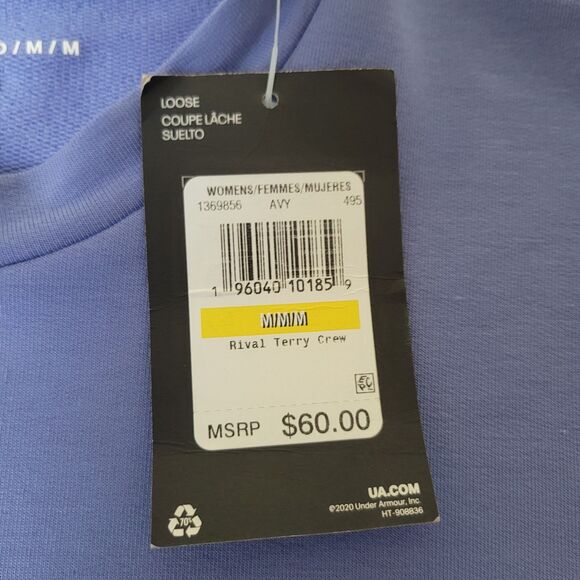 /M/M
LOOSE
COUPE LÂCHE
SUELTO
WOMENS/FEMMES/MUJERES
1369856 AVY 495
1 96040 10185 9
M/M/M
Rival Terry Crew
MSRP $60.00
70%
UA.COM
©2020 Under Armour, Inc.
HT-908836